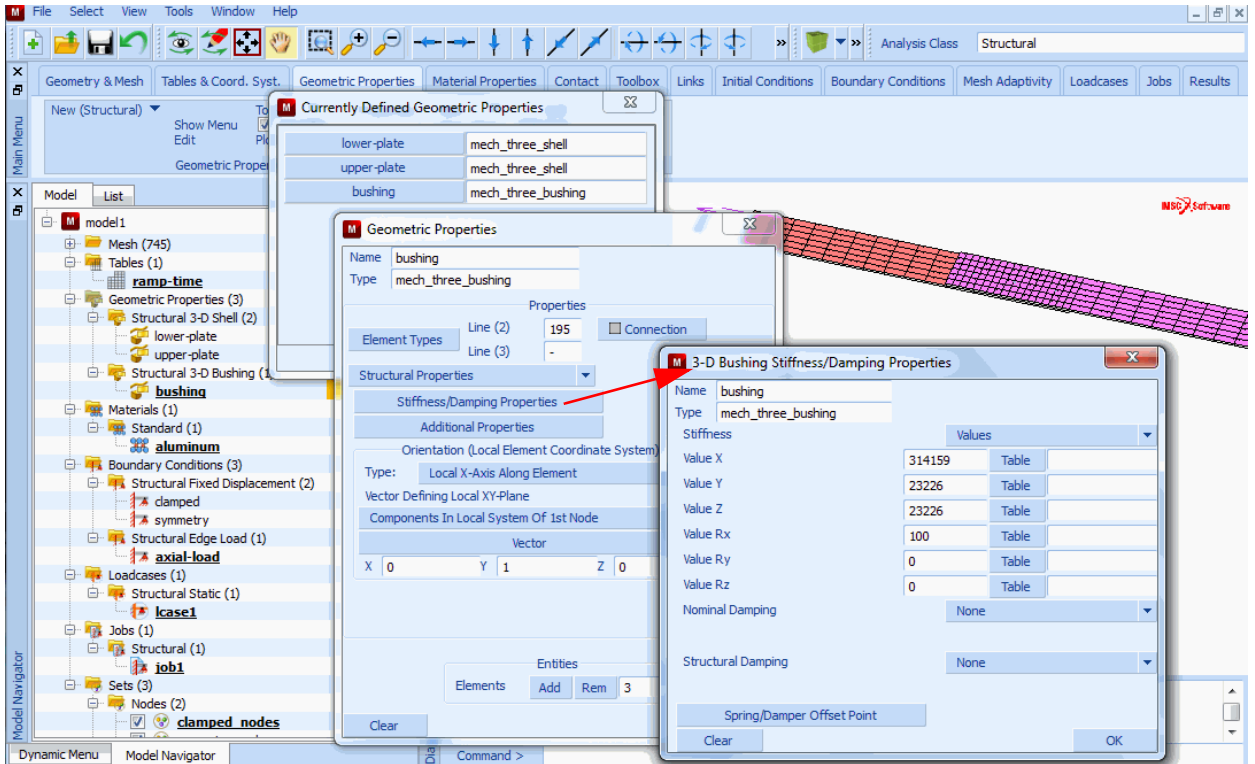 File Select View Tools Window Help
» » Analysis Class Structural
Geometry & Mesh Tables & Coord. Syst. Geometric Properties Material Properties Contact Toolbox Links Initial Conditions Boundary Conditions Mesh Adaptivity Loadcases Jobs Results
Main Menu
New (Structural)
Show Menu
Edit
Currently Defined Geometric Properties
lower-plate mech_three_shell
upper-plate mech_three_shell
bushing mech_three_bushing
Model List
model1
Mesh (745)
Tables (1)
ramp-time
Geometric Properties (3)
Structural 3-D Shell (2)
lower-plate
upper-plate
Structural 3-D Bushing (1
bushing
Materials (1)
Standard (1)
aluminum
Boundary Conditions (3)
Structural Fixed Displacement (2)
clamped
symmetry
Structural Edge Load (1)
axial-load
Loadcases (1)
Structural Static (1)
lcase1
Jobs (1)
Structural (1)
job1
Sets (3)
Nodes (2)
clamped_nodes
Model Navigator
Dynamic Menu Model Navigator
Command >
MSC Software
Geometric Properties
Name bushing
Type mech_three_bushing
Properties
Element Types
Line (2) 195 Connection
Line (3) -
Structural Properties
Stiffness/Damping Properties
Additional Properties
Orientation (Local Element Coordinate System)
Type: Local X-Axis Along Element
Vector Defining Local XY-Plane
Components In Local System Of 1st Node
Vector
X 0 Y 1 Z 0
Entities
Elements Add Rem 3
Clear
3-D Bushing Stiffness/Damping Properties
Name bushing
Type mech_three_bushing
Stiffness Values
Value X 314159 Table
Value Y 23226 Table
Value Z 23226 Table
Value Rx 100 Table
Value Ry 0 Table
Value Rz 0 Table
Nominal Damping None
Structural Damping None
Spring/Damper Offset Point
Clear OK